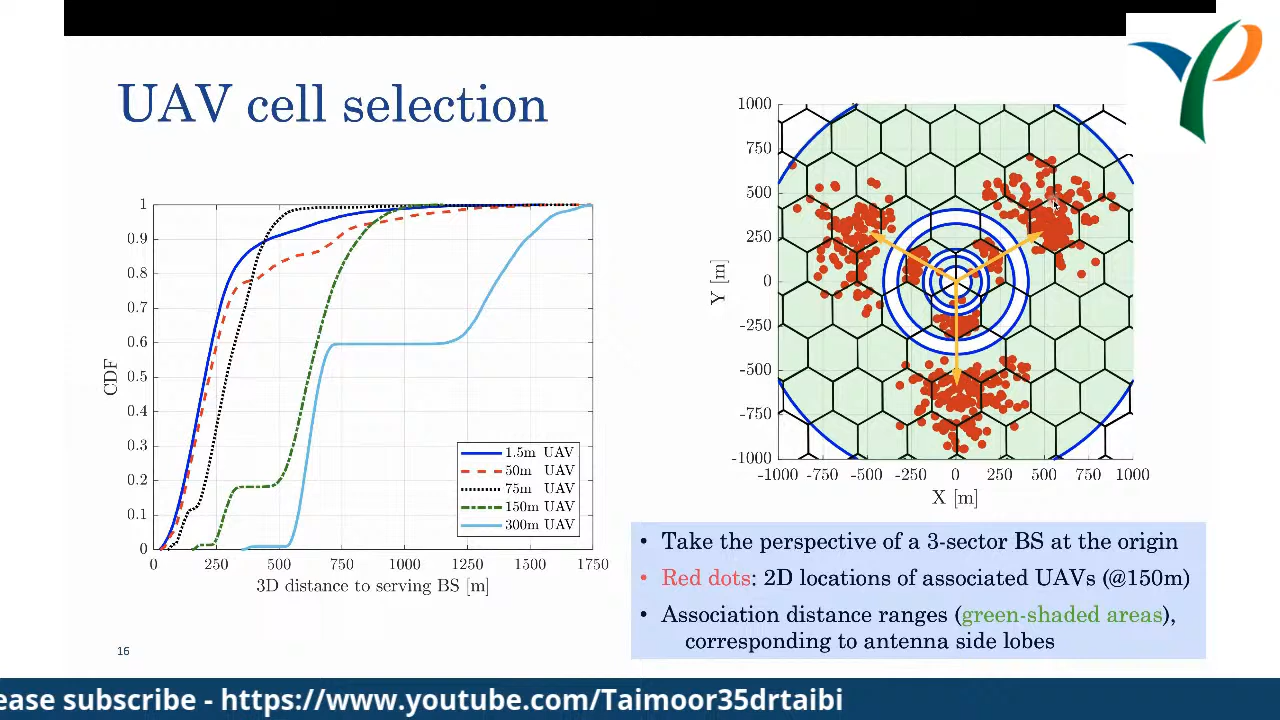 UAV cell selection
1
0.9
0.8
0.7
0.6
0.5
0.4
0.3
0.2
0.1
0
CDF
0 250 500 750 1000 1250 1500 1750
3D distance to serving BS [m]
1.5m UAV
50m UAV
75m UAV
150m UAV
300m UAV
1000
750
500
250
0
-250
-500
-750
-1000
Y [m]
-1000 -750 -500 -250 0 250 500 750 1000
X [m]
• Take the perspective of a 3-sector BS at the origin
• Red dots: 2D locations of associated UAVs (@150m)
• Association distance ranges (green-shaded areas),
corresponding to antenna side lobes
16
ease subscribe - https://www.youtube.com/Taimoor35drtaibi